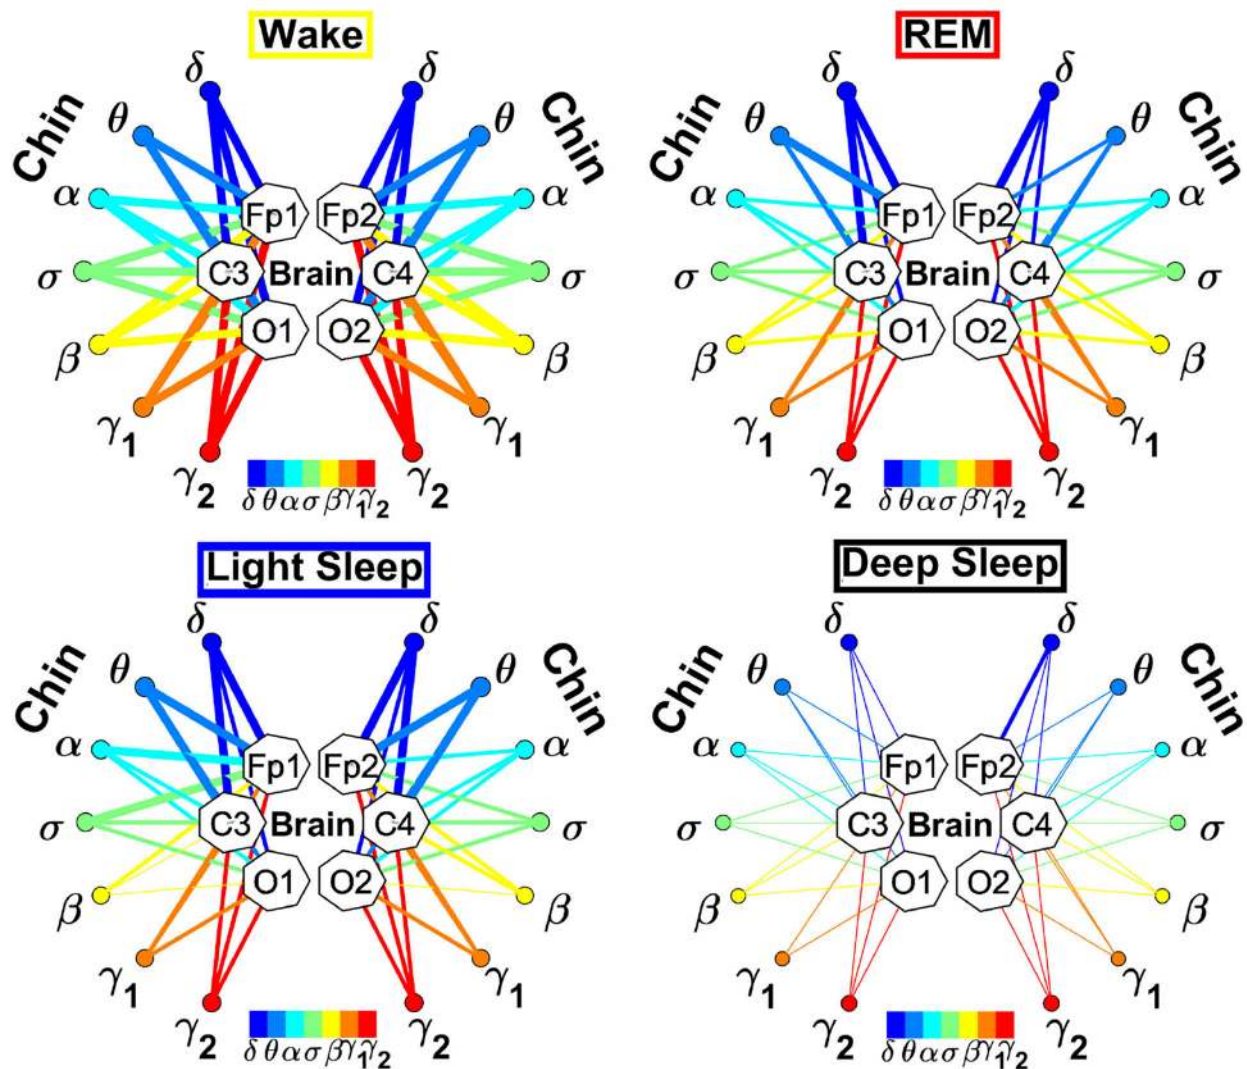 Wake
δ δ
Chin θ θ Chin
α α
Fp1 Fp2
σ C3 Brain C4 σ
O1 O2
β β
γ1 γ1
γ2 γ2
δ θ α σ β γ1 γ2
REM
δ δ
Chin θ θ Chin
α α
Fp1 Fp2
σ C3 Brain C4 σ
O1 O2
β β
γ1 γ1
γ2 γ2
δ θ α σ β γ1 γ2
Light Sleep
δ δ
Chin θ θ Chin
α α
Fp1 Fp2
σ C3 Brain C4 σ
O1 O2
β β
γ1 γ1
γ2 γ2
δ θ α σ β γ1 γ2
Deep Sleep
δ δ
Chin θ θ Chin
α α
Fp1 Fp2
σ C3 Brain C4 σ
O1 O2
β β
γ1 γ1
γ2 γ2
δ θ α σ β γ1 γ2